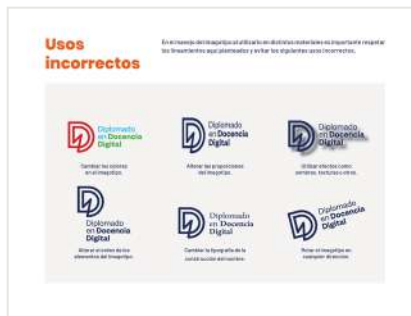 Usos
incorrectos
En el manejo del imagotipo al utilizarlo en distintos materiales es importante respetar
los lineamientos aquí planteados y evitar los siguientes usos incorrectos.
Diplomado
en Docencia
Digital
Cambiar los colores
en el imagotipo.
Diplomado
en Docencia
Digital
Alterar las proporciones
del imagotipo.
Diplomado
en Docencia
Digital
Utilizar efectos como:
sombras, texturas u otros.
Diplomado
en Docencia
Digital
Alterar el orden de los
elementos del imagotipo.
Diplomado
en Docencia
Digital
Cambiar la tipografía de la
construcción del nombre.
Diplomado
en Docencia
Digital
Rotar el imagotipo en
cualquier dirección.